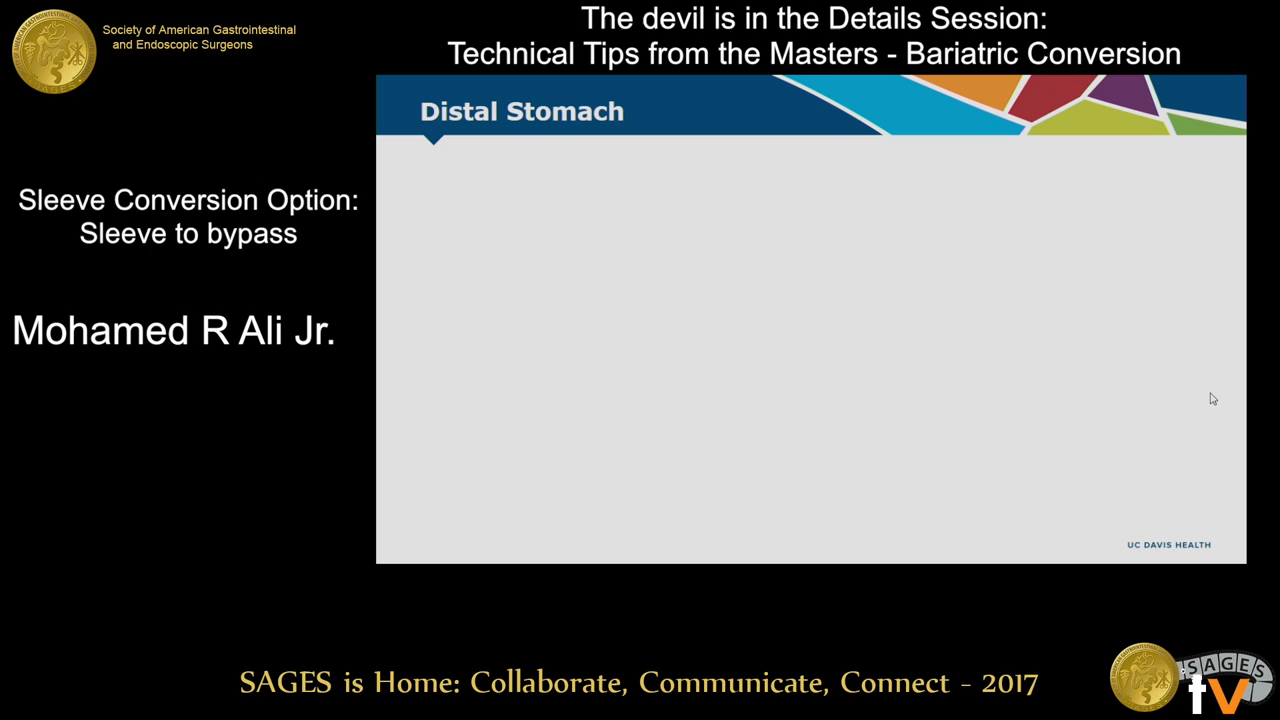 Society of American Gastrointestinal
and Endoscopic Surgeons
The devil is in the Details Session:
Technical Tips from the Masters - Bariatric Conversion
Distal Stomach
Sleeve Conversion Option:
Sleeve to bypass
Mohamed R Ali Jr.
UC DAVIS HEALTH
SAGES is Home: Collaborate, Communicate, Connect - 2017
SAGES
tv